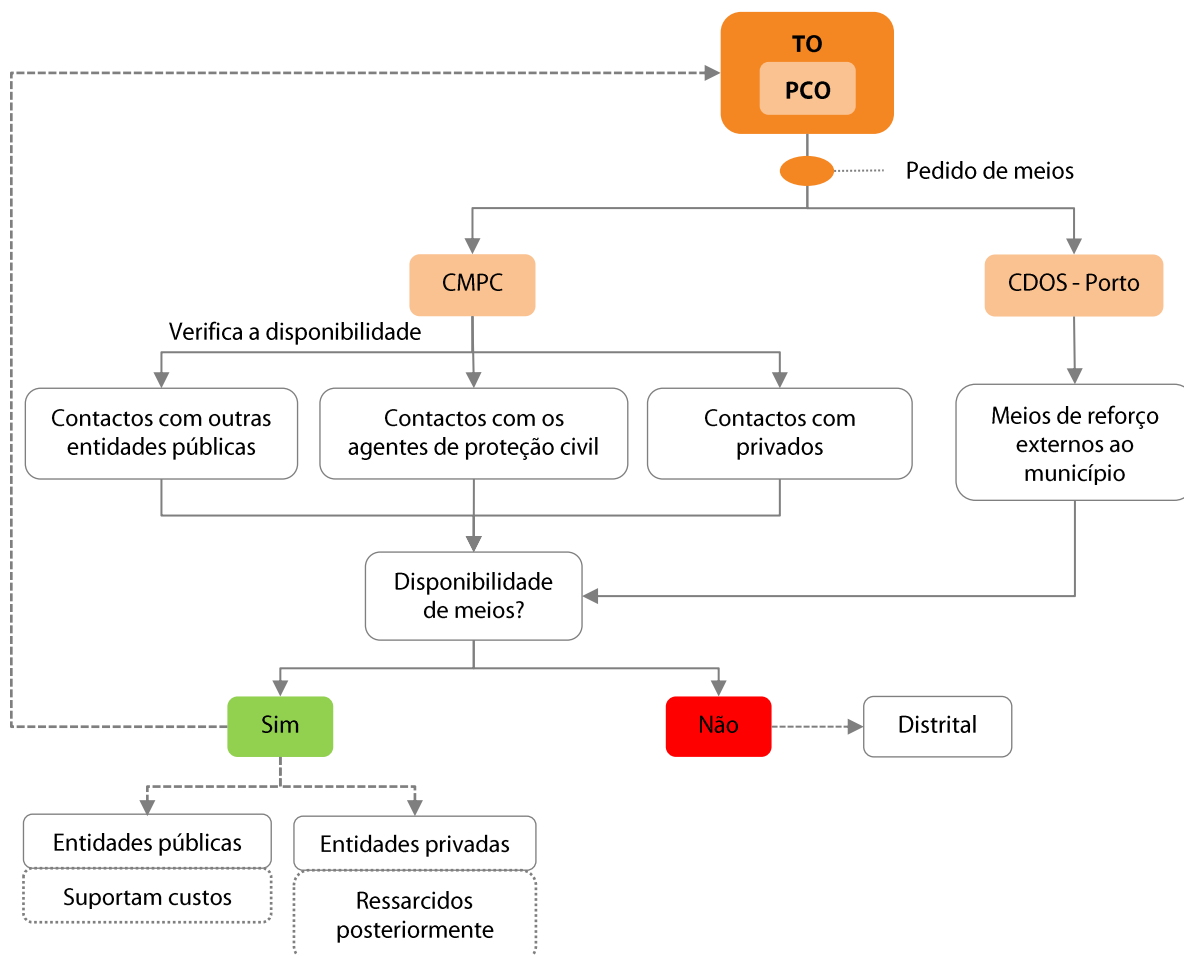 TO
PCO
Pedido de meios
CMPC
CDOS - Porto
Verifica a disponibilidade
Contactos com outras
entidades públicas
Contactos com os
agentes de proteção civil
Contactos com
privados
Meios de reforço
externos ao
município
Disponibilidade
de meios?
Sim
Não
Distrital
Entidades públicas
Suportam custos
Entidades privadas
Ressarcidos
posteriormente